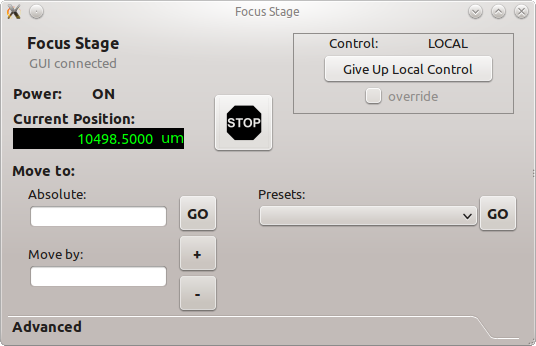 Focus Stage
Focus Stage
GUI connected
Control: LOCAL
Give Up Local Control
override
Power: ON
STOP
Current Position:
10498.5000 um
Move to:
Absolute:
GO
Presets:
GO
Move by:
+
-
Advanced